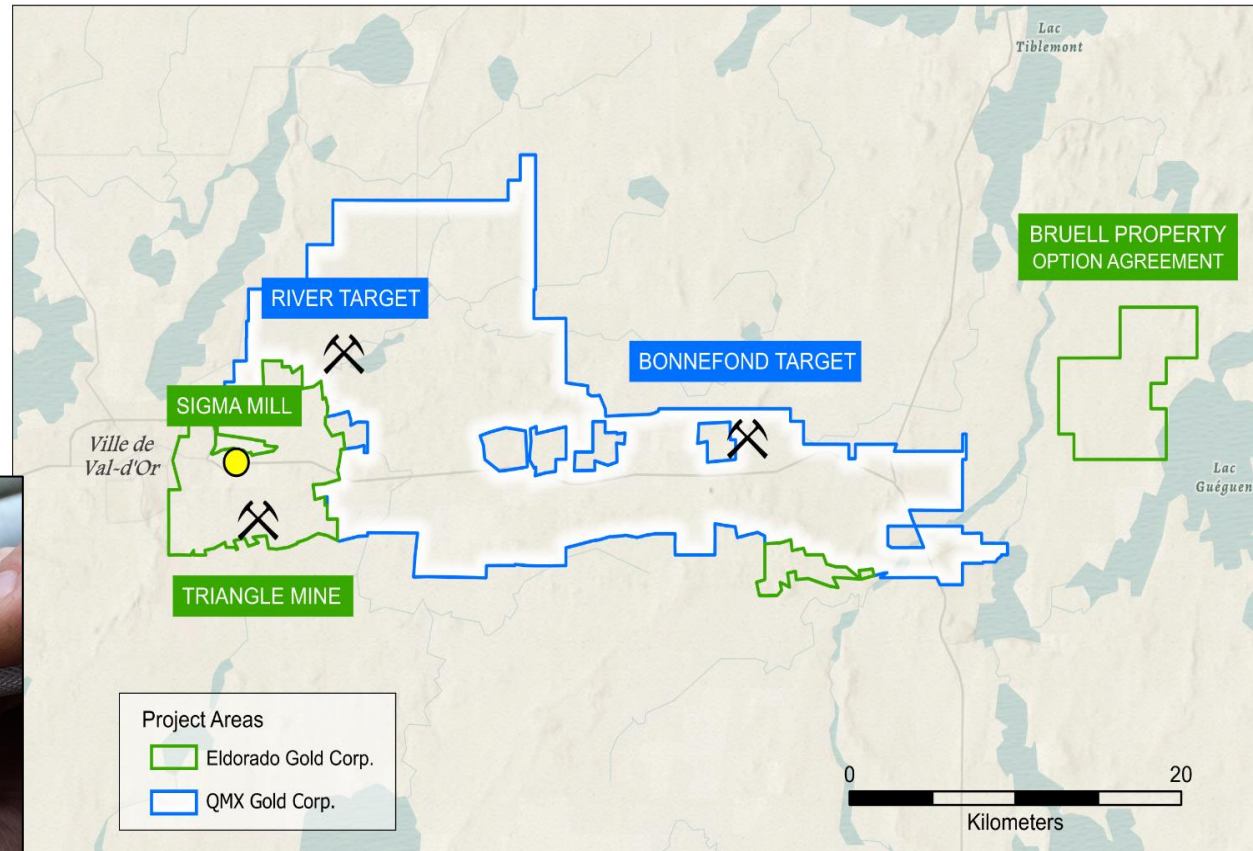 Lac
Tiblemont
BRUELL PROPERTY
OPTION AGREEMENT
RIVER TARGET
BONNEFOND TARGET
SIGMA MILL
Ville de
Val-d'Or
Lac
Guéguen
TRIANGLE MINE
Project Areas
Eldorado Gold Corp.
QMX Gold Corp.
0 20
Kilometers